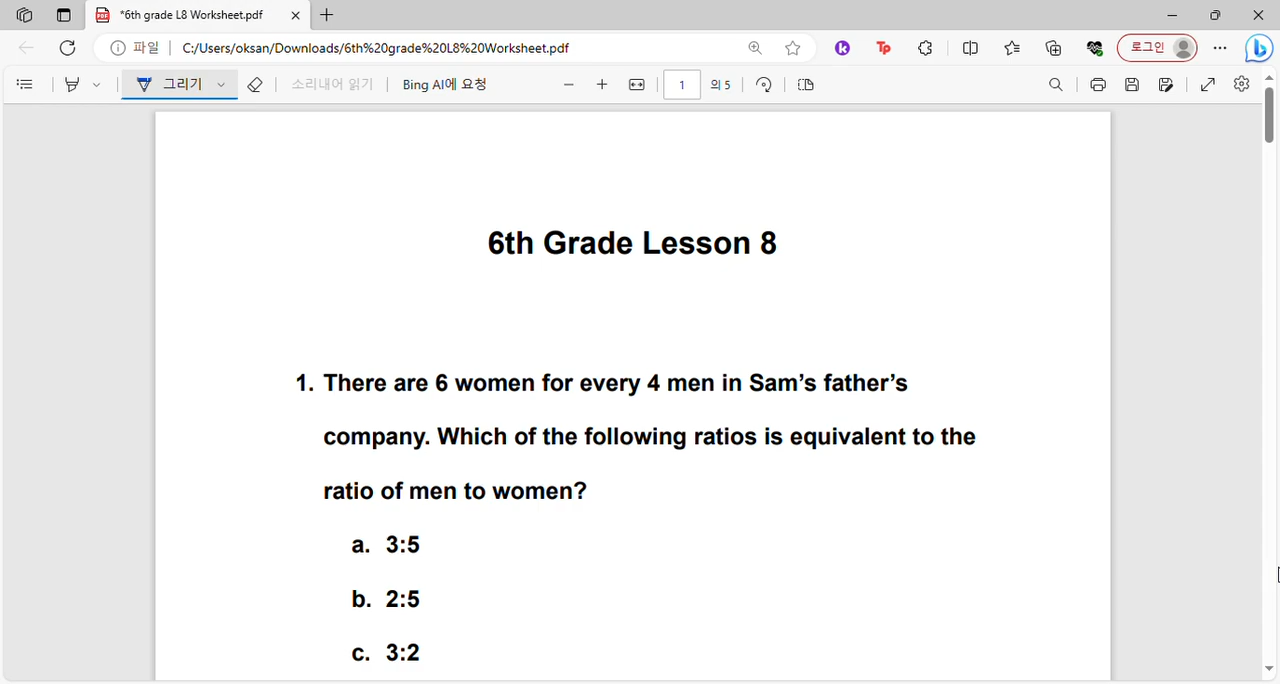 *6th grade L8 Worksheet.pdf
파일 C:/Users/oksan/Downloads/6th%20grade%20L8%20Worksheet.pdf
로그인
그리기 소리내어 읽기 Bing AI에 요청 1 의 5
6th Grade Lesson 8
1. There are 6 women for every 4 men in Sam’s father’s
company. Which of the following ratios is equivalent to the
ratio of men to women?
a. 3:5
b. 2:5
c. 3:2